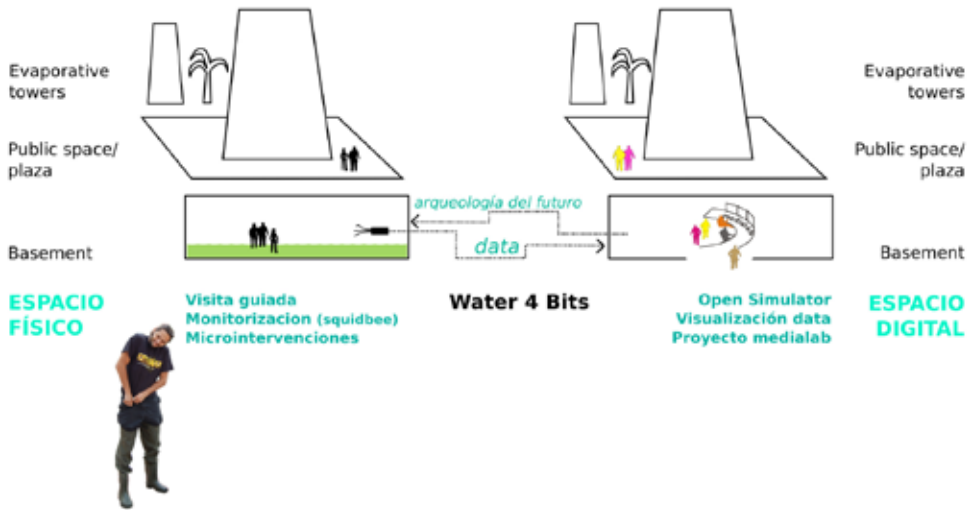 Evaporative
towers
Public space/
plaza
Basement
Evaporative
towers
Public space/
plaza
Basement
arqueología del futuro
data
ESPACIO
FÍSICO
Visita guiada
Monitorizacion (squidbee)
Microintervenciones
Water 4 Bits
Open Simulator
Visualización data
Proyecto medialab
ESPACIO
DIGITAL